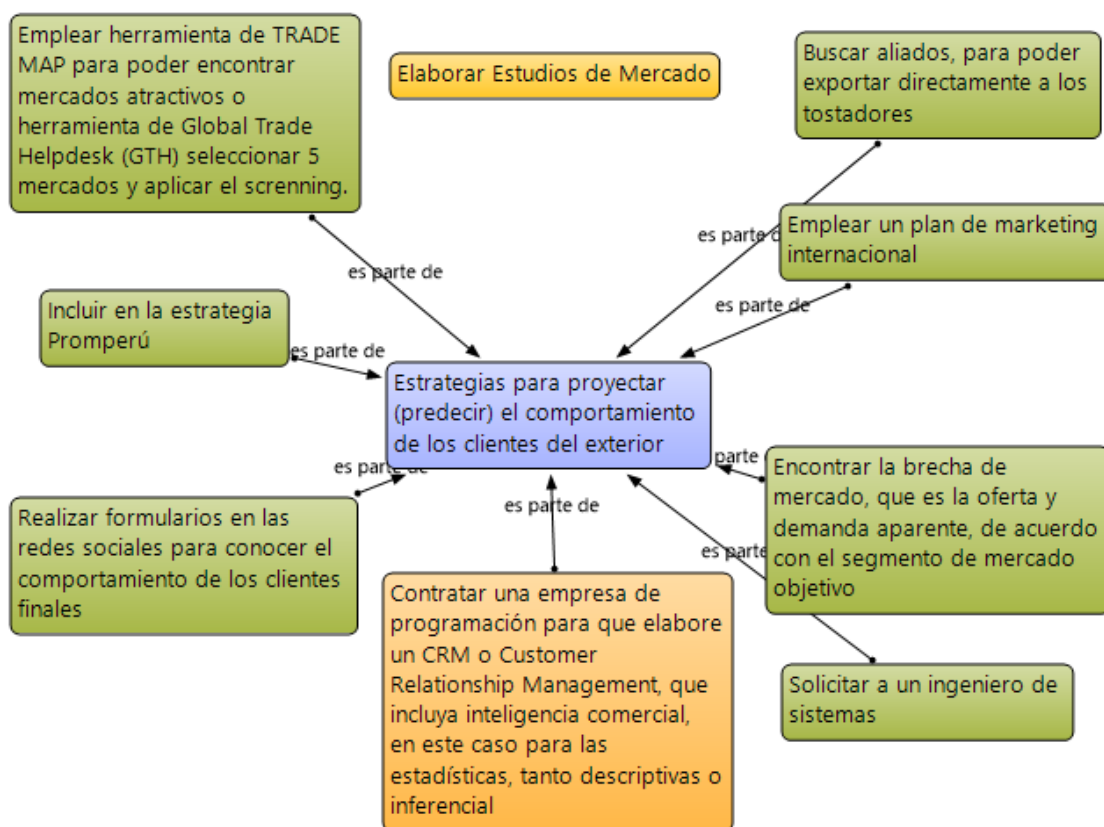 Emplear herramienta de TRADE
MAP para poder encontrar
mercados atractivos o
herramienta de Global Trade
Helpdesk (GTH) seleccionar 5
mercados y aplicar el screnning.
Elaborar Estudios de Mercado
Buscar aliados, para poder
exportar directamente a los
tostadores
es parte d
Emplear un plan de marketing
internacional
es parte de
es parte de
Incluir en la estrategia
Promperú
es parte de
Estrategias para proyectar
(predecir) el comportamiento
de los clientes del exterior
es parte de
Realizar formularios en las
redes sociales para conocer el
comportamiento de los clientes
finales
es parte de
Contratar una empresa de
programación para que elabore
un CRM o Customer
Relationship Management, que
incluya inteligencia comercial,
en este caso para las
estadísticas, tanto descriptivas o
inferencial
parte
Encontrar la brecha de
mercado, que es la oferta y
demanda aparente, de acuerdo
con el segmento de mercado
objetivo
es parte
Solicitar a un ingeniero de
sistemas